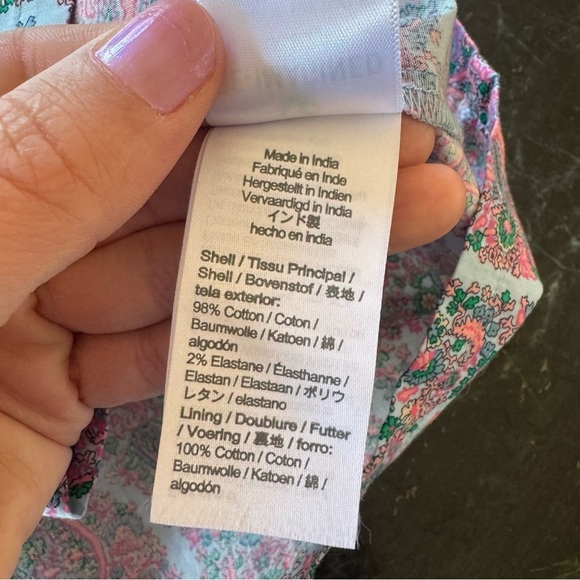 Made in India
Fabriqué en Inde
Hergestellt in Indien
Vervaardigd in India
インド製
hecho en india
Shell / Tissu Principal /
Shell / Bovenstof / 表地 /
tela exterior:
98% Cotton / Coton /
Baumwolle / Katoen / 綿 /
algodón
2% Elastane / Élasthanne /
Elastan / Elastaan / ポリウ
レタン / elastano
Lining / Doublure / Futter
/ Voering / 裏地 / forro:
100% Cotton / Coton /
Baumwolle / Katoen / 綿 /
algodón